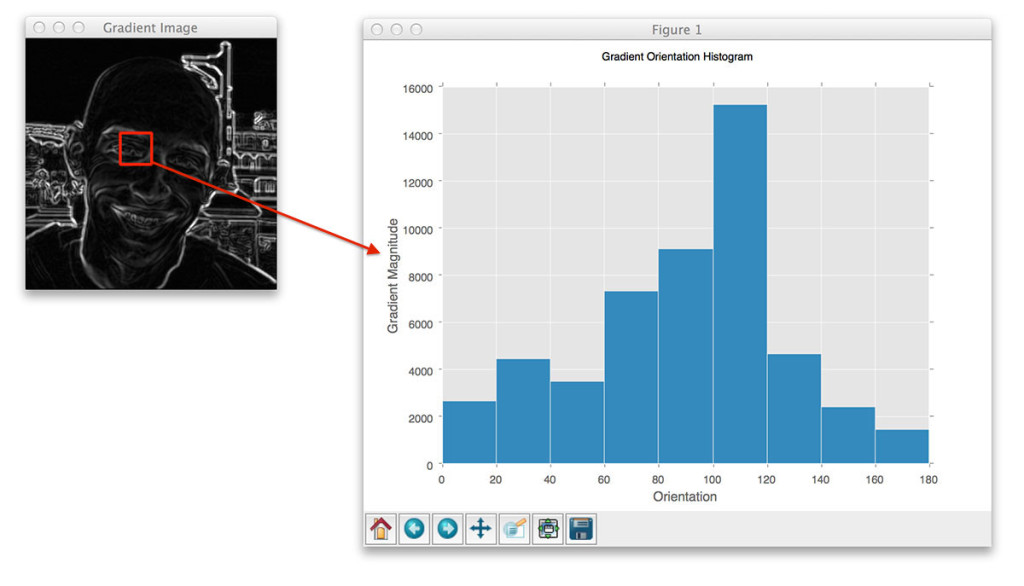 Gradient Image
Figure 1
Gradient Orientation Histogram
16000
14000
12000
10000
8000
6000
4000
2000
0
Gradient Magnitude
0 20 40 60 80 100 120 140 160 180
Orientation